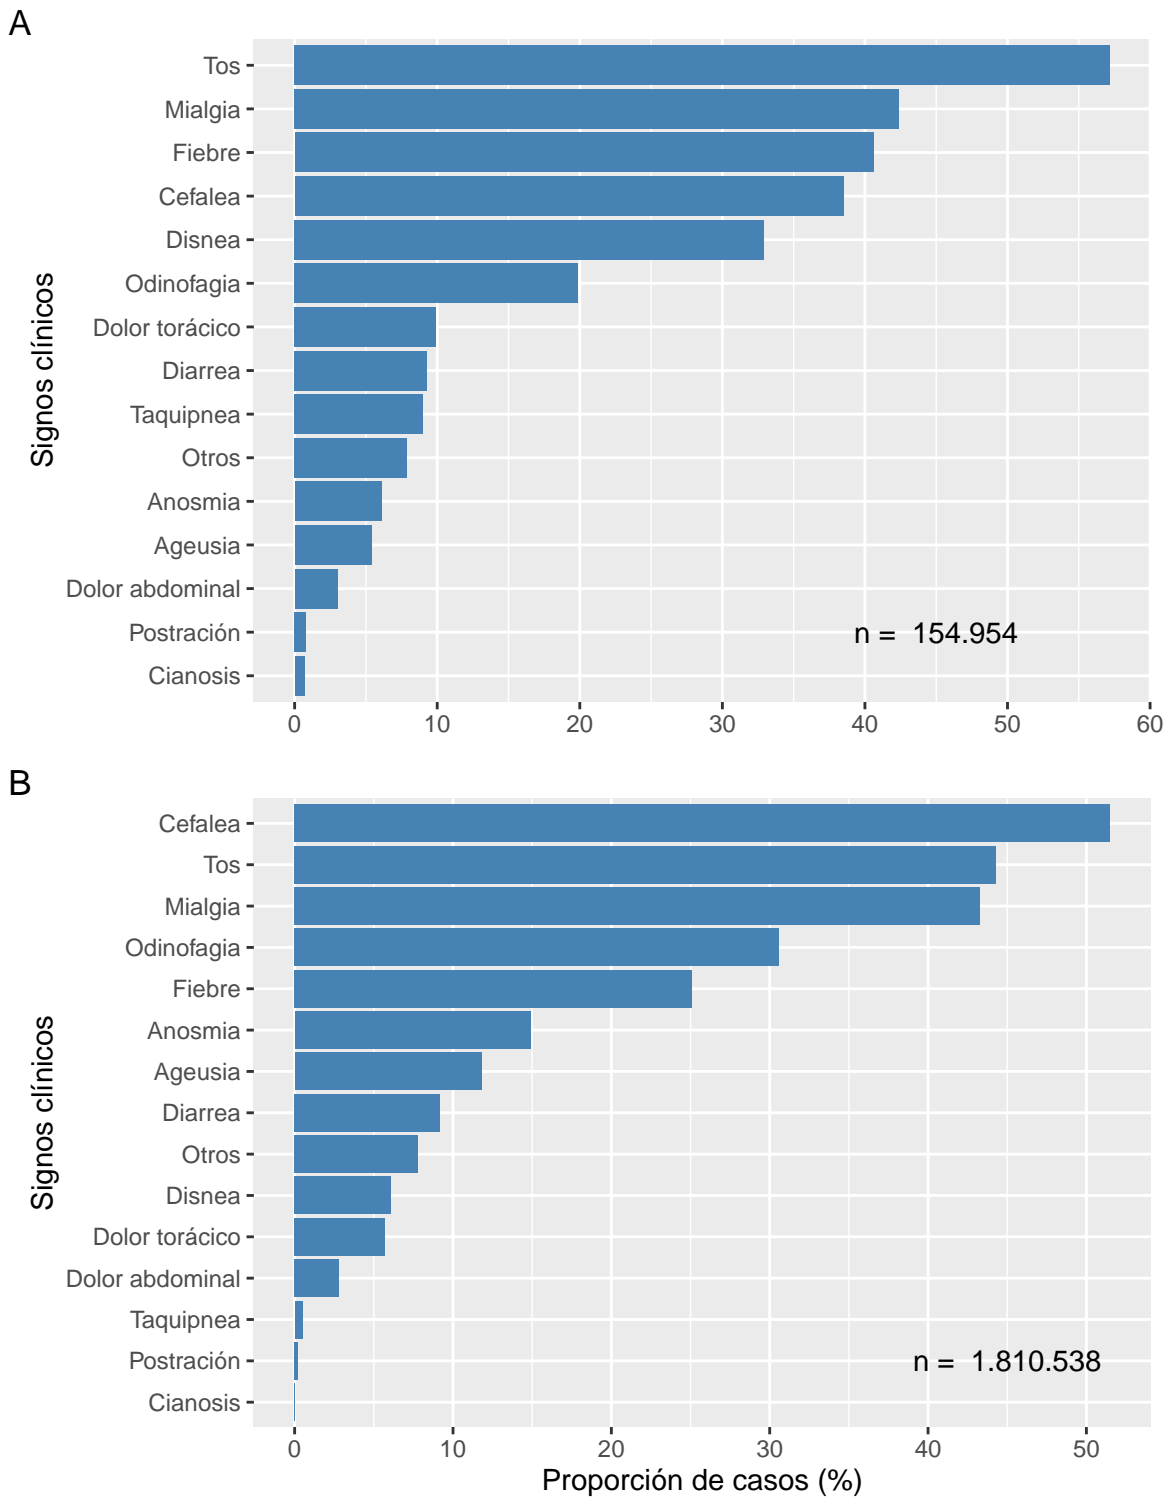 A
Signos clínicos
Tos
Mialgia
Fiebre
Cefalea
Disnea
Odinofagia
Dolor torácico
Diarrea
Taquipnea
Otros
Anosmia
Ageusia
Dolor abdominal
Postración
Cianosis
n = 154.954
0 10 20 30 40 50 60
B
Signos clínicos
Cefalea
Tos
Mialgia
Odinofagia
Fiebre
Anosmia
Ageusia
Diarrea
Otros
Disnea
Dolor torácico
Dolor abdominal
Taquipnea
Postración
Cianosis
n = 1.810.538
0 10 20 30 40 50
Proporción de casos (%)